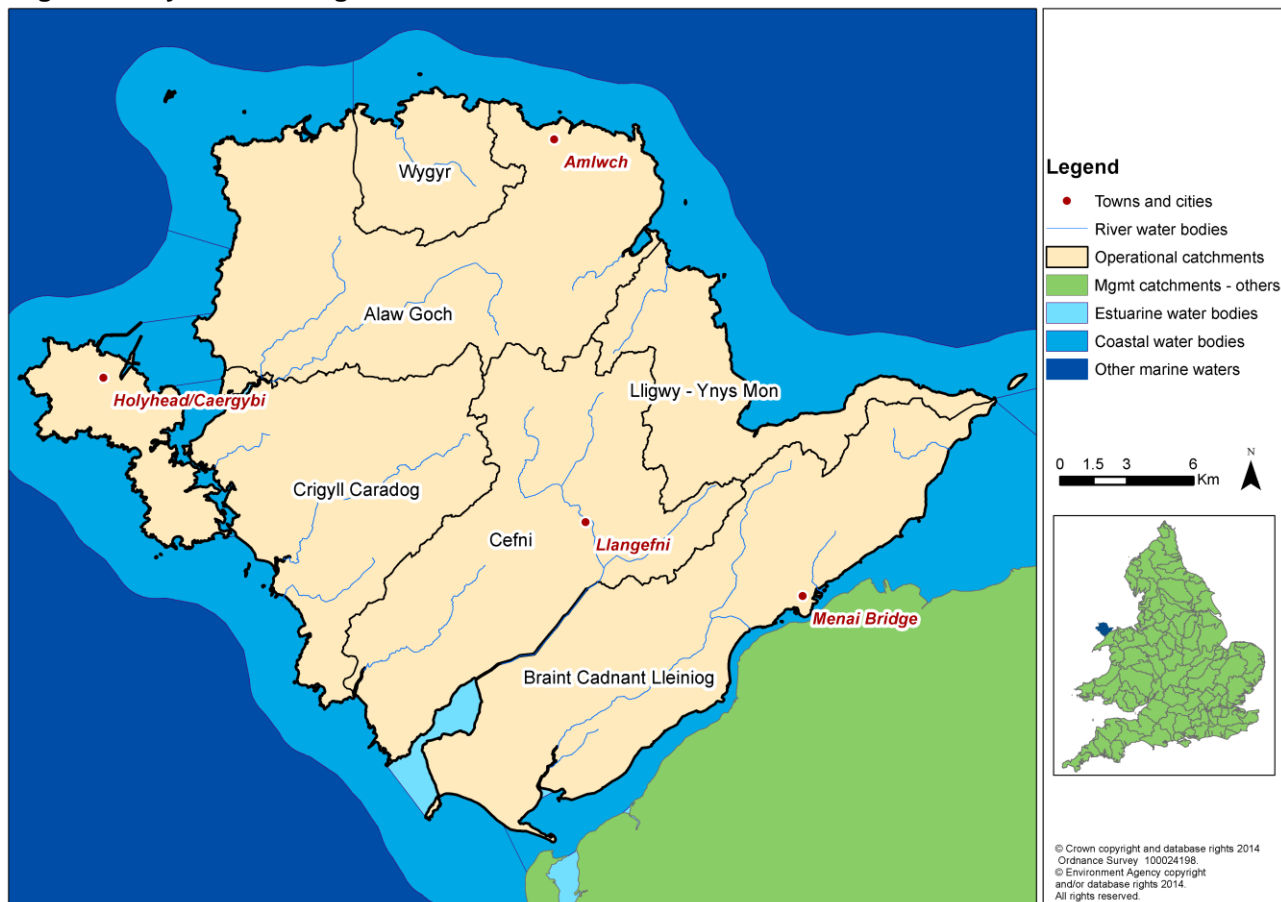 Wygyr
Amlwch
Alaw Goch
Holyhead/Caergybi
Lligwy - Ynys Mon
Crigyll Caradog
Cefni
Llangefni
Menai Bridge
Braint Cadnant Lleiniog
Legend
Towns and cities
River water bodies
Operational catchments
Mgmt catchments - others
Estuarine water bodies
Coastal water bodies
Other marine waters
0 1.5 3 6
Km
N
© Crown copyright and database rights 2014
Ordnance Survey 100024198.
© Environment Agency copyright
and/or database rights 2014.
All rights reserved.